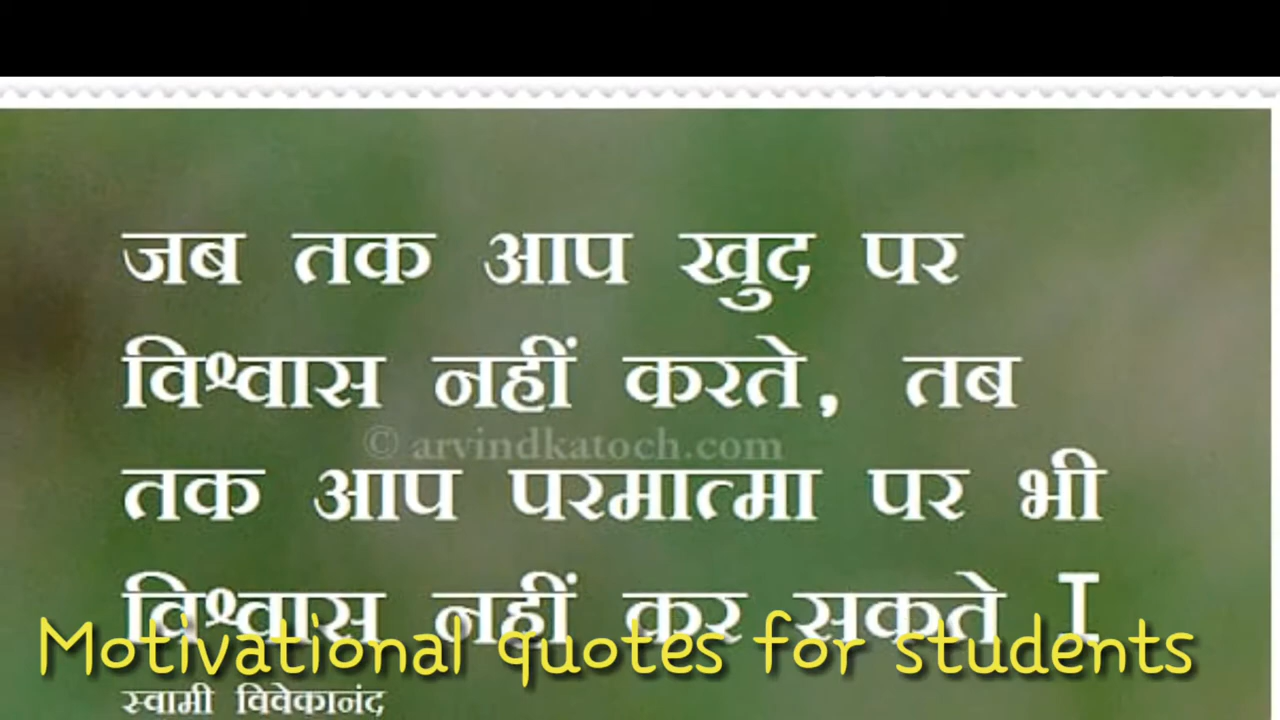 जब तक आप खुद पर
विश्वास नहीं करते, तब
© arvindkatoch.com
तक आप परमात्मा पर भी
विश्वास नहीं कर सकते I
Motivational quotes for students
स्वामी विवेकानंद